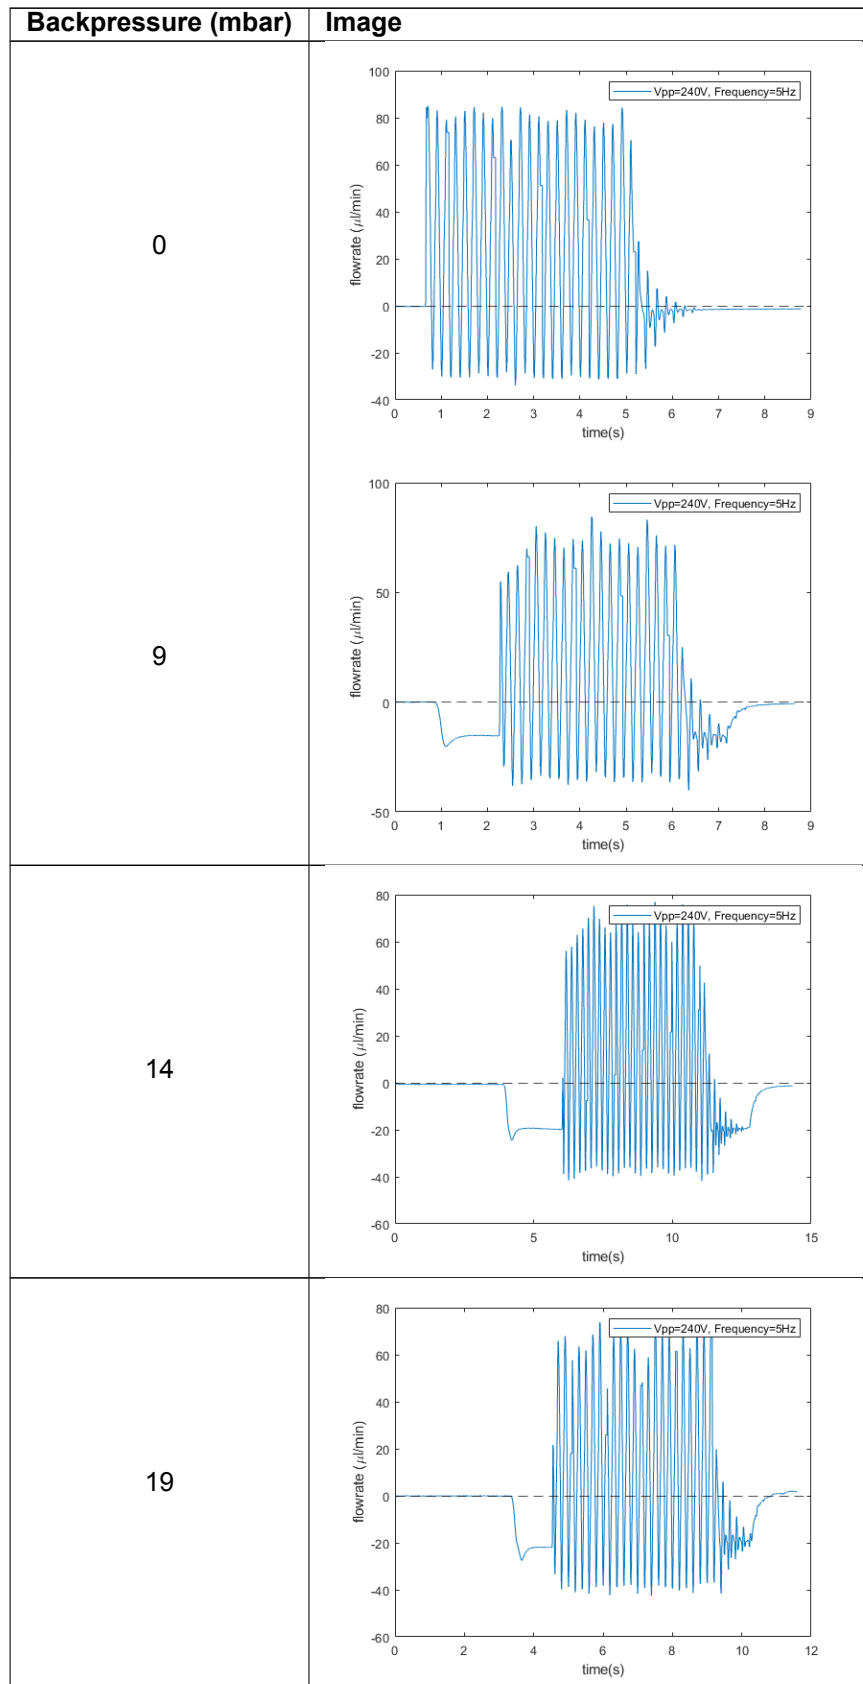 Backpressure (mbar) Image
0
100
80
60
40
20
0
-20
-40
flowrate (μl/min)
Vpp=240V, Frequency=5Hz
0 1 2 3 4 5 6 7 8 9
time(s)
9
100
50
0
-50
flowrate (μl/min)
Vpp=240V, Frequency=5Hz
0 1 2 3 4 5 6 7 8 9
time(s)
14
80
60
40
20
0
-20
-40
-60
flowrate (μl/min)
Vpp=240V, Frequency=5Hz
0 5 10 15
time(s)
19
80
60
40
20
0
-20
-40
-60
flowrate (μl/min)
Vpp=240V, Frequency=5Hz
0 2 4 6 8 10 12
time(s)